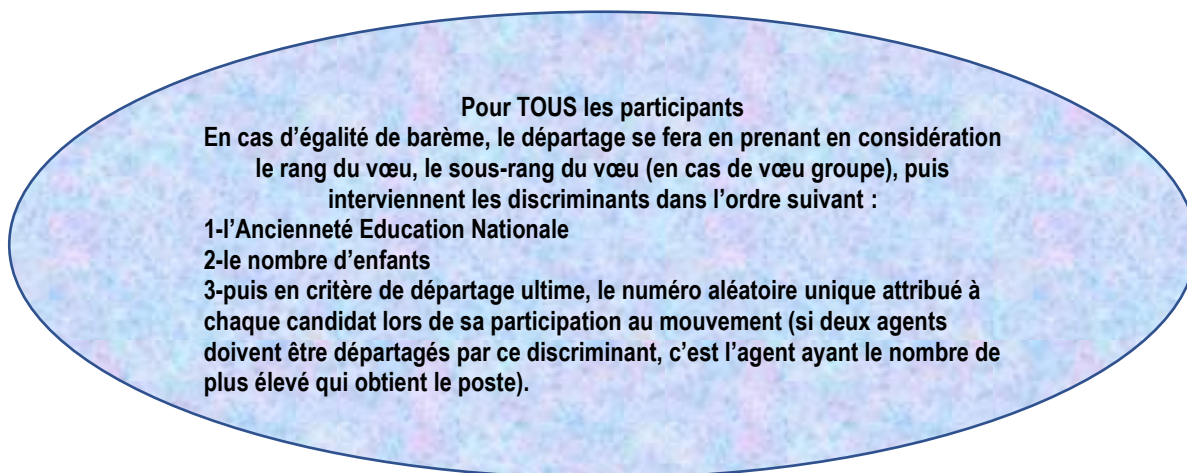 Pour TOUS les participants
En cas d’égalité de barème, le départage se fera en prenant en considération
le rang du vœu, le sous-rang du vœu (en cas de vœu groupe), puis
interviennent les discriminants dans l’ordre suivant :
1-l’Ancienneté Education Nationale
2-le nombre d’enfants
3-puis en critère de départage ultime, le numéro aléatoire unique attribué à
chaque candidat lors de sa participation au mouvement (si deux agents
doivent être départagés par ce discriminant, c’est l’agent ayant le nombre de
plus élevé qui obtient le poste).